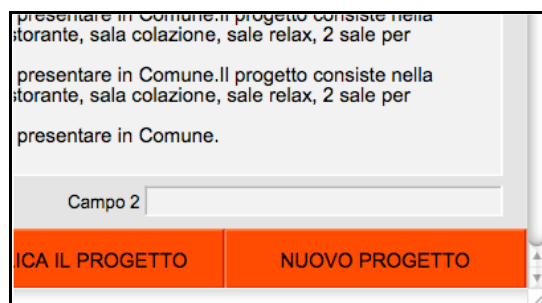 presentare in Comune.Il progetto consiste nella
storante, sala colazione, sale relax, 2 sale per
presentare in Comune.Il progetto consiste nella
storante, sala colazione, sale relax, 2 sale per
presentare in Comune.
Campo 2
ICA IL PROGETTO
NUOVO PROGETTO